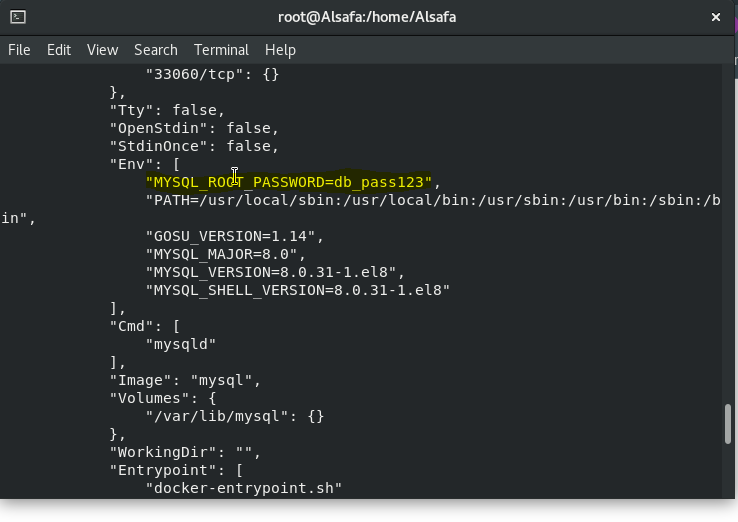 root@Alsafa:/home/Alsafa
File Edit View Search Terminal Help
"33060/tcp": {}
},
"Tty": false,
"OpenStdin": false,
"StdinOnce": false,
"Env": [
"MYSQL_ROOT_PASSWORD=db_pass123",
"PATH=/usr/local/sbin:/usr/local/bin:/usr/sbin:/usr/bin:/sbin:/b
in",
"GOSU_VERSION=1.14",
"MYSQL_MAJOR=8.0",
"MYSQL_VERSION=8.0.31-1.el8",
"MYSQL_SHELL_VERSION=8.0.31-1.el8"
],
"Cmd": [
"mysqld"
],
"Image": "mysql",
"Volumes": {
"/var/lib/mysql": {}
},
"WorkingDir": "",
"Entrypoint": [
"docker-entrypoint.sh"